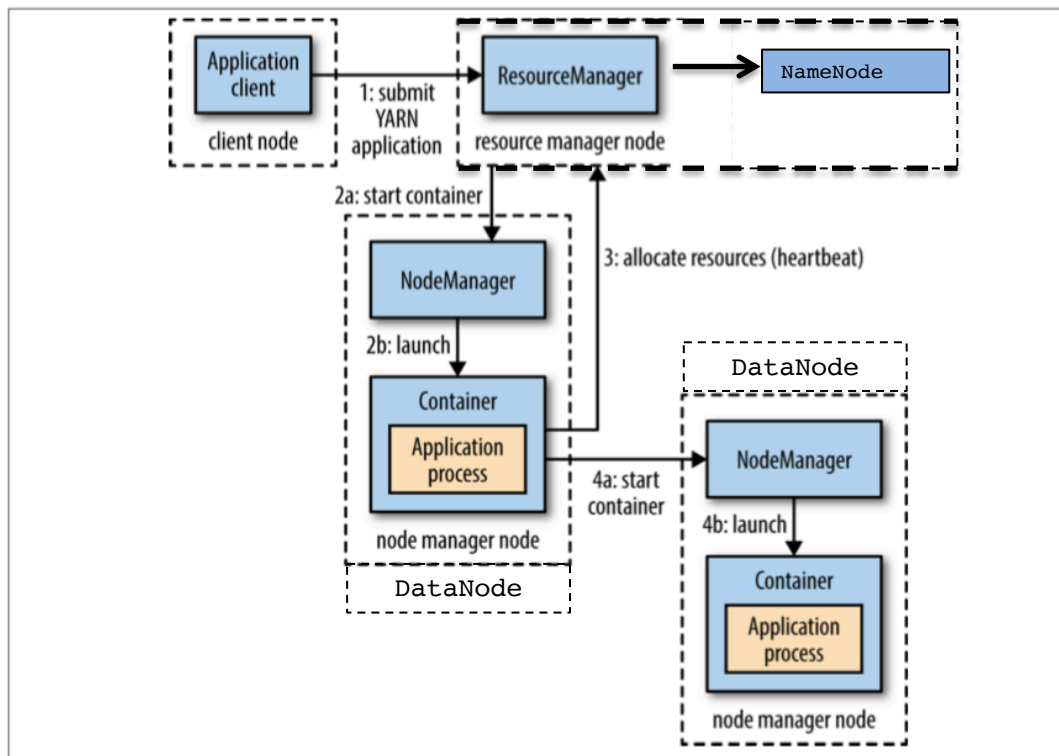 Application
client
client node
1: submit
YARN
application
ResourceManager
resource manager node
NameNode
2a: start container
NodeManager
2b: launch
Container
Application
process
node manager node
DataNode
3: allocate resources (heartbeat)
4a: start
container
DataNode
NodeManager
4b: launch
Container
Application
process
node manager node